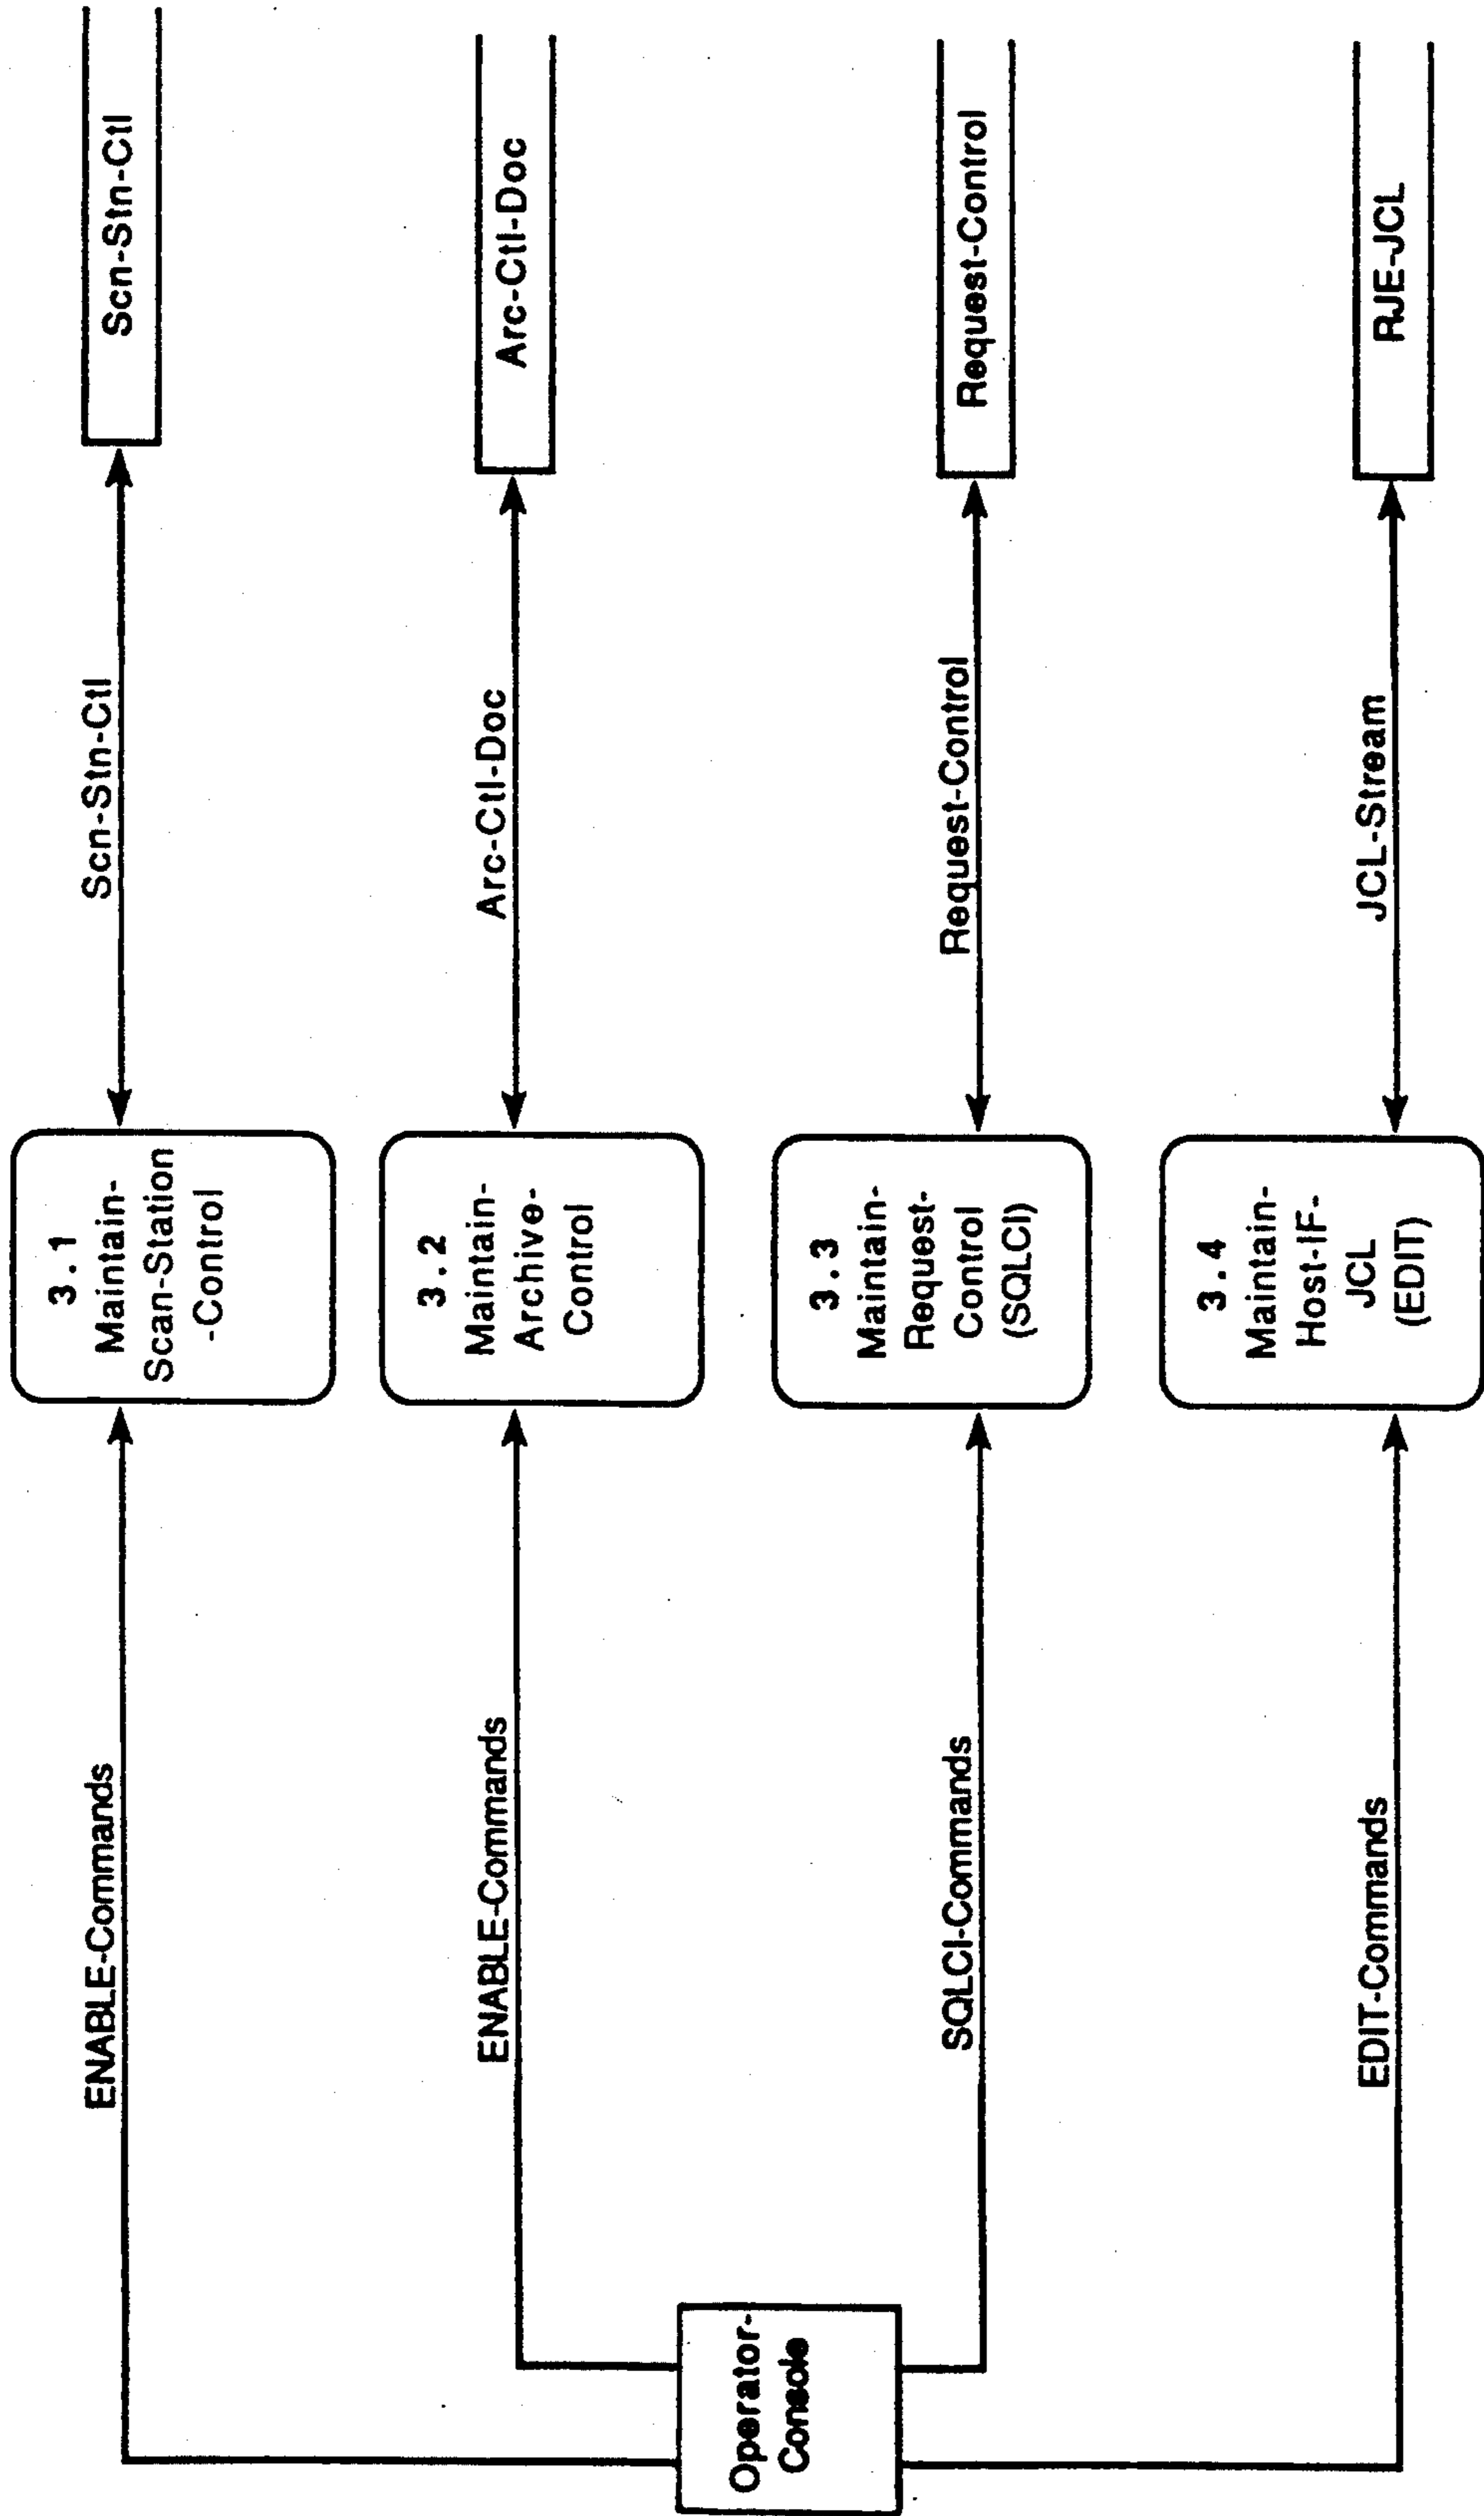 Operator-
Console
ENABLE-Commands
3.1
Maintain-
Scan-Station
-Control
Scn-Stn-Ctl
Scn-Stn-Ctl
ENABLE-Commands
3.2
Maintain-
Archive-
Control
Arc-Ctl-Doc
Arc-Ctl-Doc
SQLCI-Commands
3.3
Maintain-
Request-
Control
(SQLCI)
Request-Control
Request-Control
EDIT-Commands
3.4
Maintain-
Host-IF-
JCL
(EDIT)
JCL-Stream
RJE-JCL